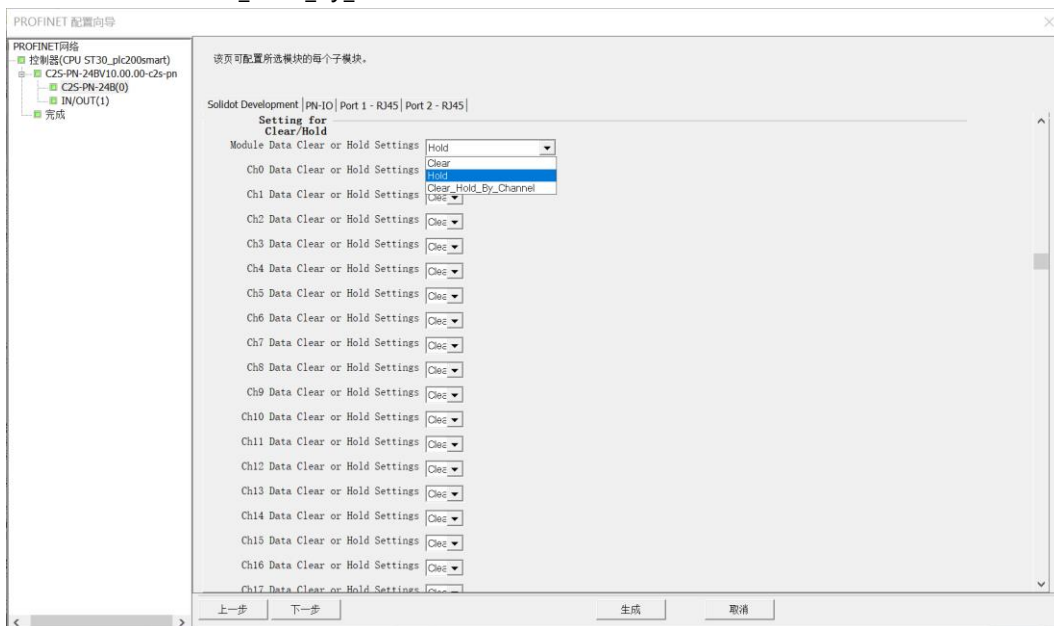 PROFINET 配置向导
PROFINET网络
控制器(CPU ST30_plc200smart)
C2S-PN-24BV10.00.00-c2s-pn
C2S-PN-24B(0)
IN/OUT(1)
完成
该页可配置所选模块的每个子模块。
Solidot Development | PN-IO | Port 1 - RJ45 | Port 2 - RJ45 |
Setting for
Clear/Hold
Module Data Clear or Hold Settings Hold
Clear
Ch0 Data Clear or Hold Settings Hold
Clear_Hold_By_Channel
Ch1 Data Clear or Hold Settings Clea
Ch2 Data Clear or Hold Settings Clea
Ch3 Data Clear or Hold Settings Clea
Ch4 Data Clear or Hold Settings Clea
Ch5 Data Clear or Hold Settings Clea
Ch6 Data Clear or Hold Settings Clea
Ch7 Data Clear or Hold Settings Clea
Ch8 Data Clear or Hold Settings Clea
Ch9 Data Clear or Hold Settings Clea
Ch10 Data Clear or Hold Settings Clea
Ch11 Data Clear or Hold Settings Clea
Ch12 Data Clear or Hold Settings Clea
Ch13 Data Clear or Hold Settings Clea
Ch14 Data Clear or Hold Settings Clea
Ch15 Data Clear or Hold Settings Clea
Ch16 Data Clear or Hold Settings Clea
Ch17 Data Clear or Hold Settings
上一步 下一步 生成 取消